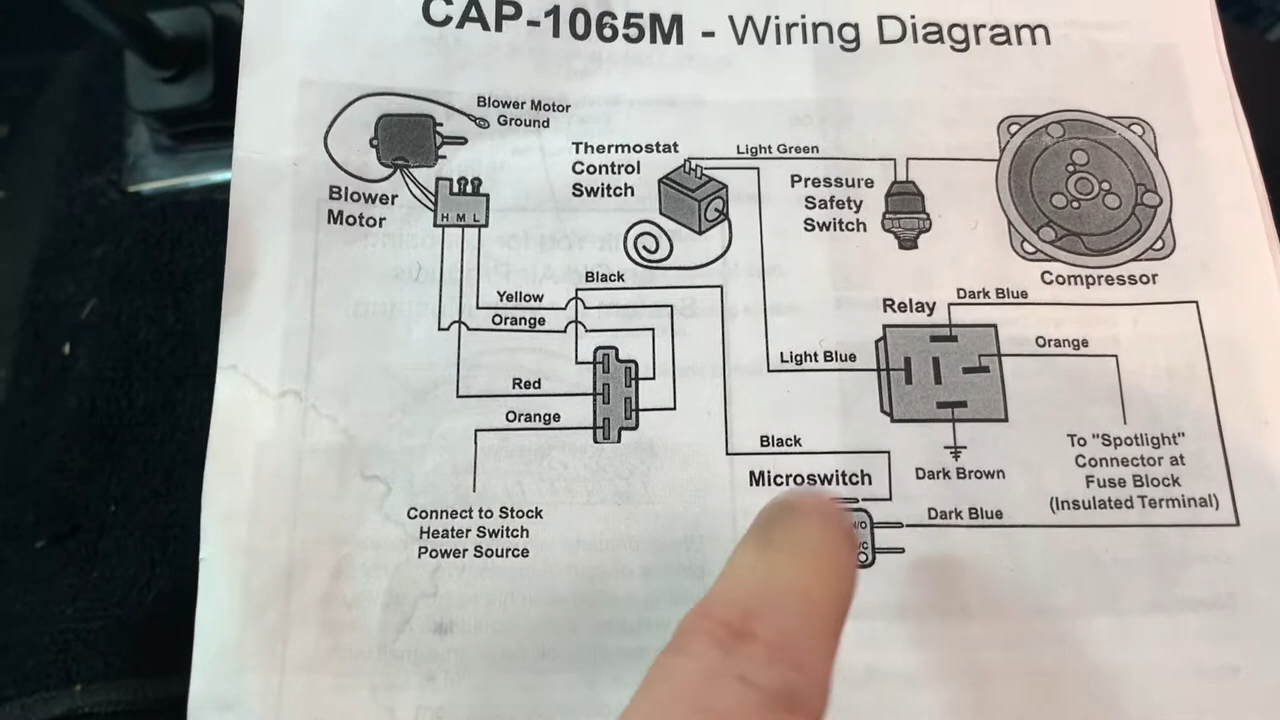 CAP-1065M - Wiring Diagram
Blower Motor
Ground
Blower
Motor
H M L
Thermostat
Control
Switch
Light Green
Pressure
Safety
Switch
Compressor
Black
Yellow
Orange
Red
Orange
Connect to Stock
Heater Switch
Power Source
Relay
Dark Blue
Light Blue
Orange
To "Spotlight"
Connector at
Fuse Block
(Insulated Terminal)
Dark Brown
Black
Microswitch
Dark Blue